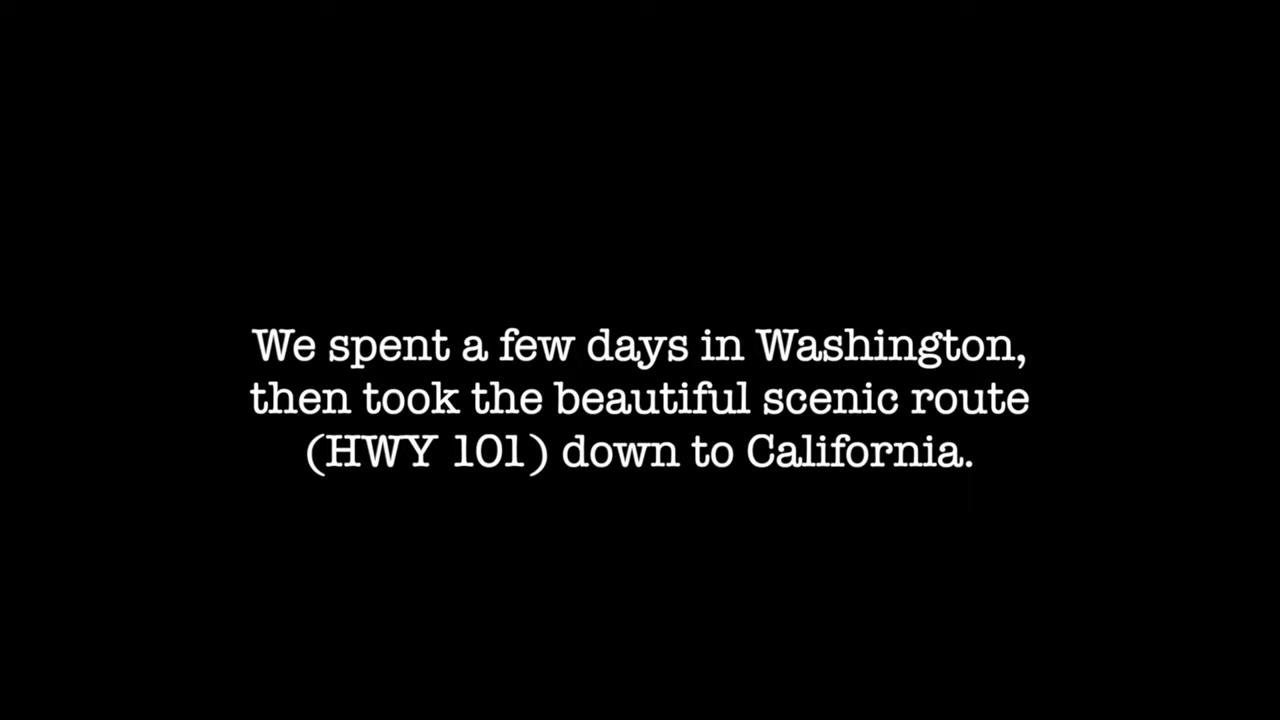 We spent a few days in Washington,
then took the beautiful scenic route
(HWY 101) down to California.